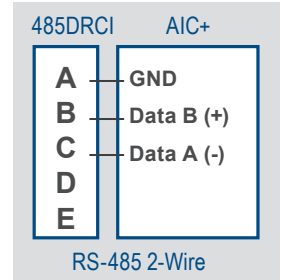 485DRCI AIC+
A GND
B Data B (+)
C Data A (-)
D
E
RS-485 2-Wire